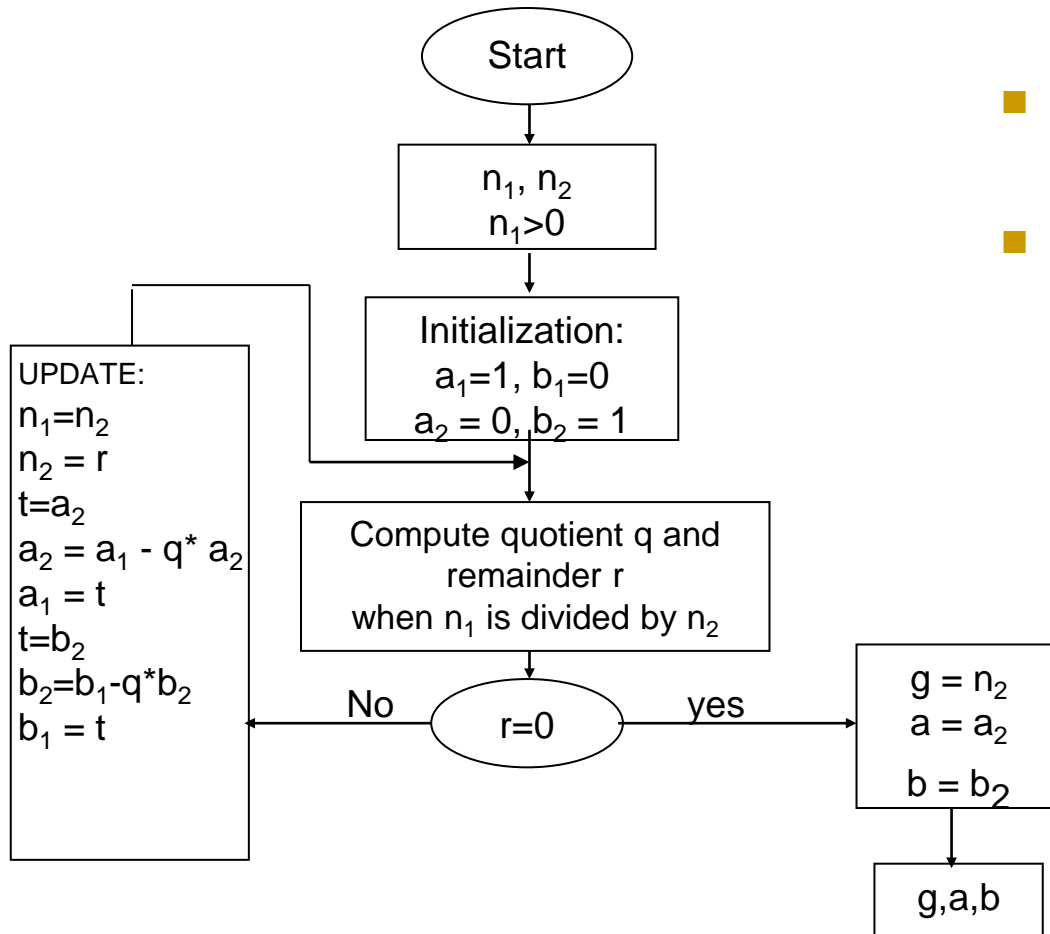 Start
n₁, n₂
n₁>0
Initialization:
a₁=1, b₁=0
a₂ = 0, b₂ = 1
UPDATE:
n₁=n₂
n₂ = r
t=a₂
a₂ = a₁ - q* a₂
a₁ = t
t=b₂
b₂=b₁-q*b₂
b₁ = t
Compute quotient q and
remainder r
when n₁ is divided by n₂
No
r=0
yes
g = n₂
a = a₂
b = b₂
g,a,b